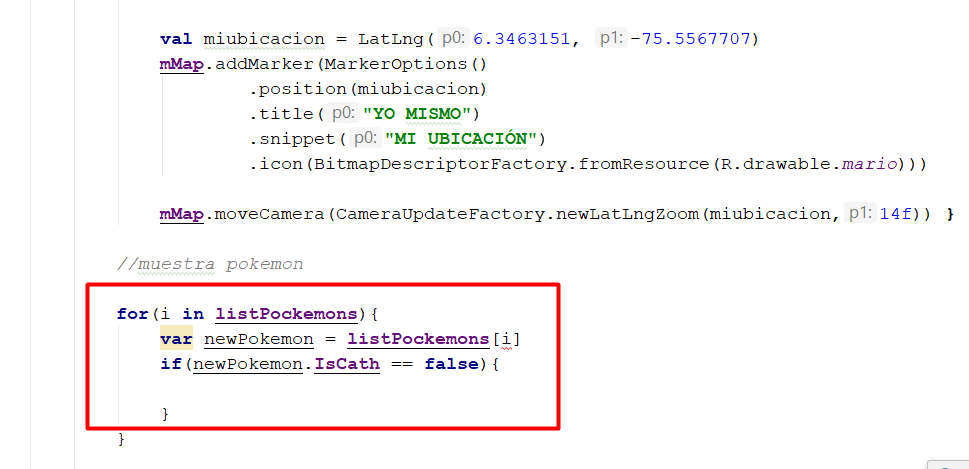 val miubicacion = LatLng( p0: 6.3463151, p1: -75.5567707)
mMap.addMarker(MarkerOptions()
.position(miubicacion)
.title( p0: "YO MISMO")
.snippet( p0: "MI UBICACIÓN")
.icon(BitmapDescriptorFactory.fromResource(R.drawable.mario)))
mMap.moveCamera(CameraUpdateFactory.newLatLngZoom(miubicacion, p1: 14f)) }
//muestra pokemon
for(i in listPockemons){
var newPokemon = listPockemons[i]
if(newPokemon.IsCath == false){
}
}